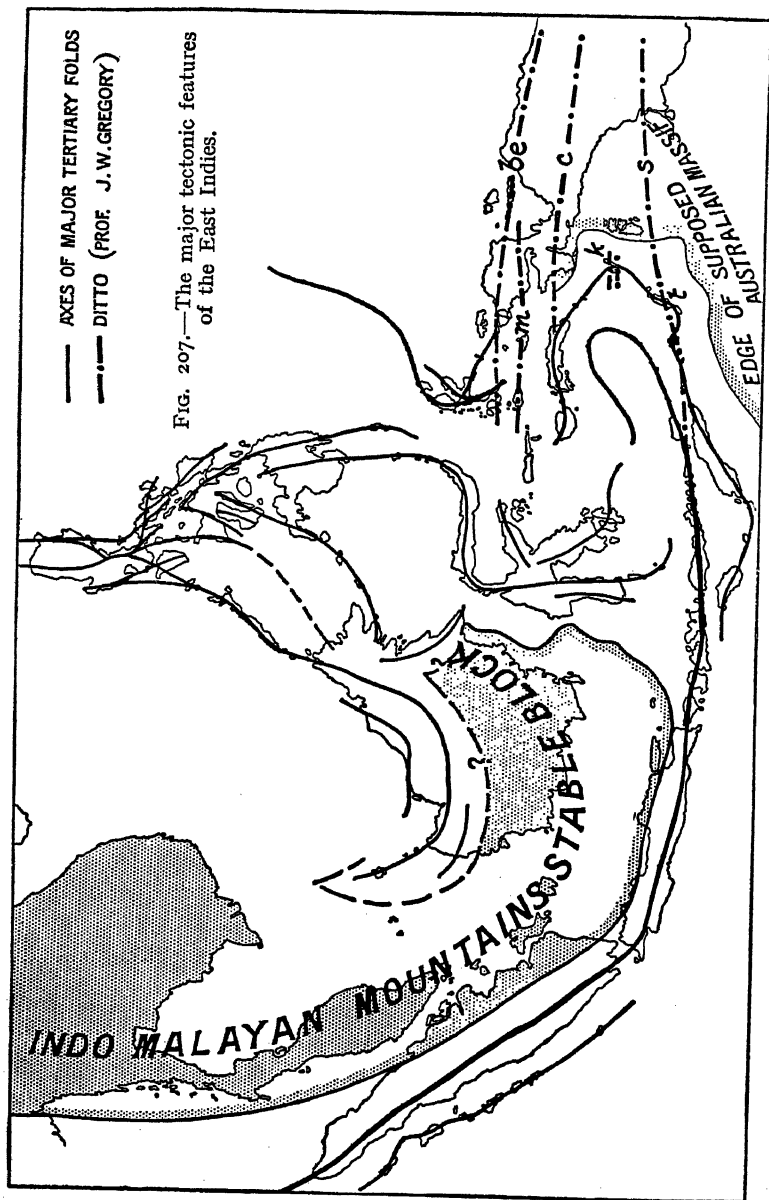 AXES OF MAJOR TERTIARY FOLDS
DITTO (PROF. J.W.GREGORY)
FIG. 207.—The major tectonic features
of the East Indies.
INDO MALAYAN MOUNTAINS STABLE BLOCK
?
?
be
m
c
k
s
t
EDGE OF SUPPOSED
AUSTRALIAN MASSIF